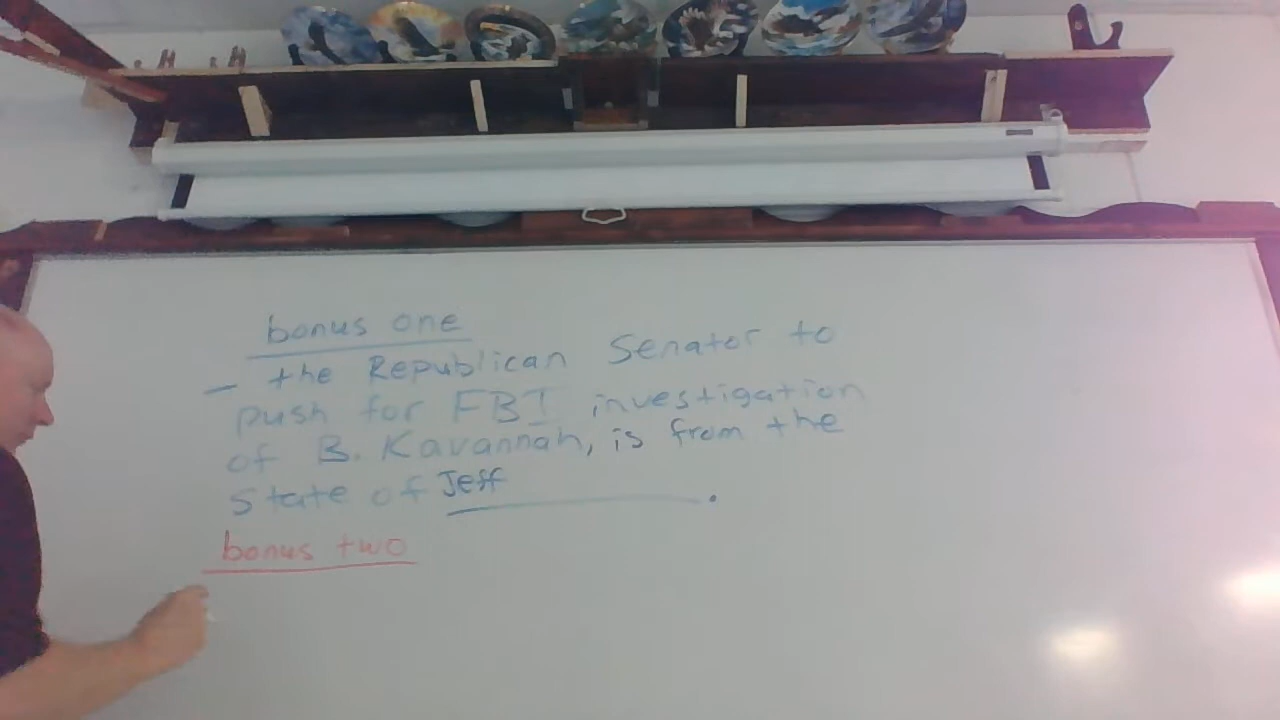 bonus one
- the Republican Senator to
push for FBI investigation
of B. Kavannah, is from the
State of Jeff ________.
bonus two